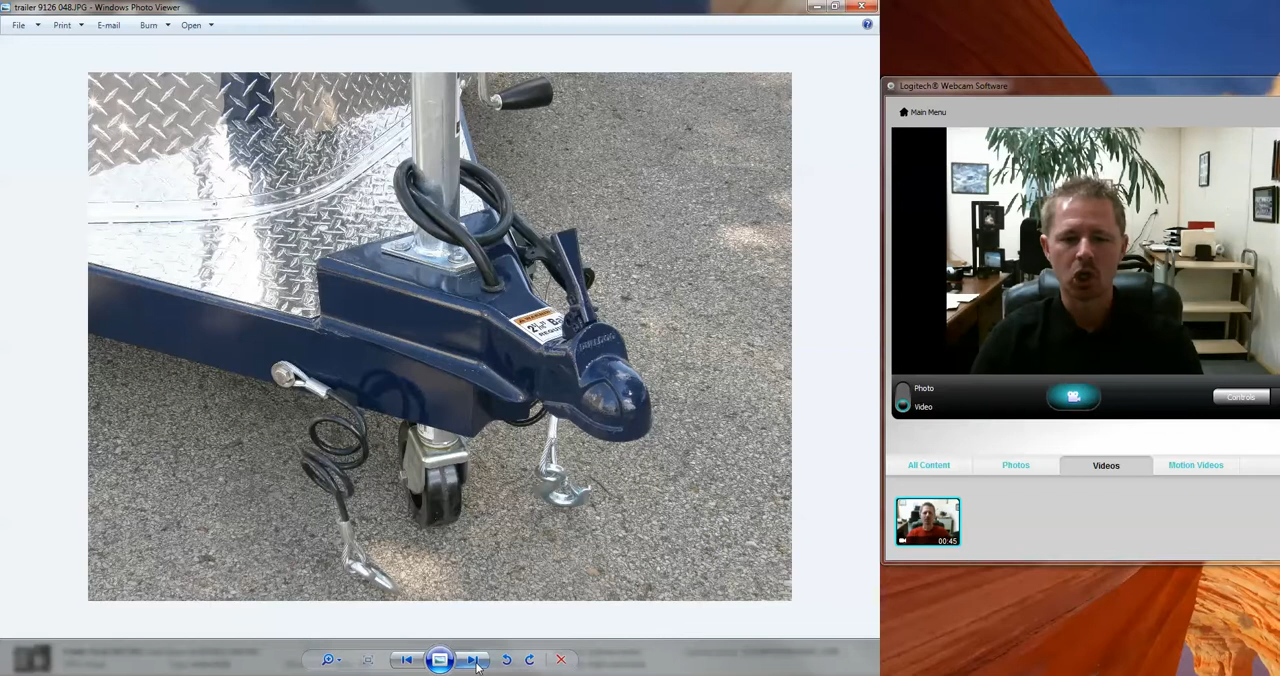 trailer 9126 048.JPG - Windows Photo Viewer
File Print E-mail Burn Open
WARNING
Logitech® Webcam Software
Main Menu
Photo
Video
Controls
All Content Photos Videos Motion Videos
00:45